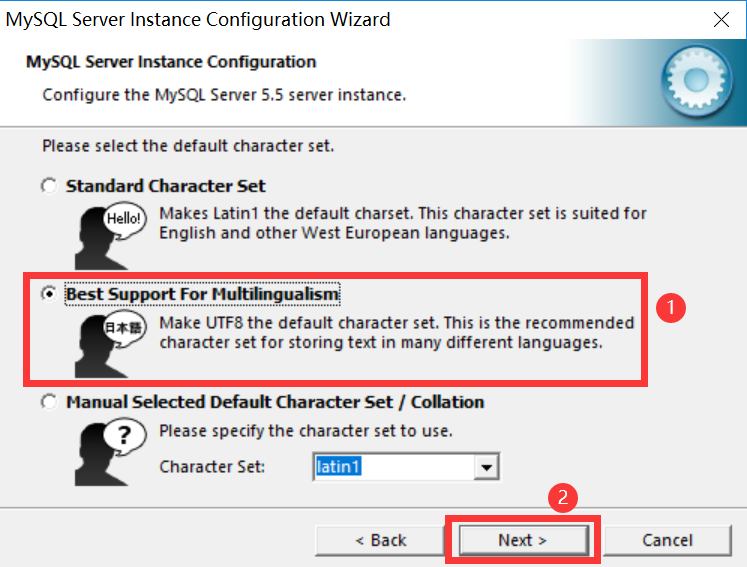 MySQL Server Instance Configuration Wizard
MySQL Server Instance Configuration
Configure the MySQL Server 5.5 server instance.
Please select the default character set.
Standard Character Set
Hello!
Makes Latin1 the default charset. This character set is suited for
English and other West European languages.
Best Support For Multilingualism
1
日本語
Make UTF8 the default character set. This is the recommended
character set for storing text in many different languages.
Manual Selected Default Character Set / Collation
?
Please specify the character set to use.
Character Set: latin1
2
< Back Next > Cancel